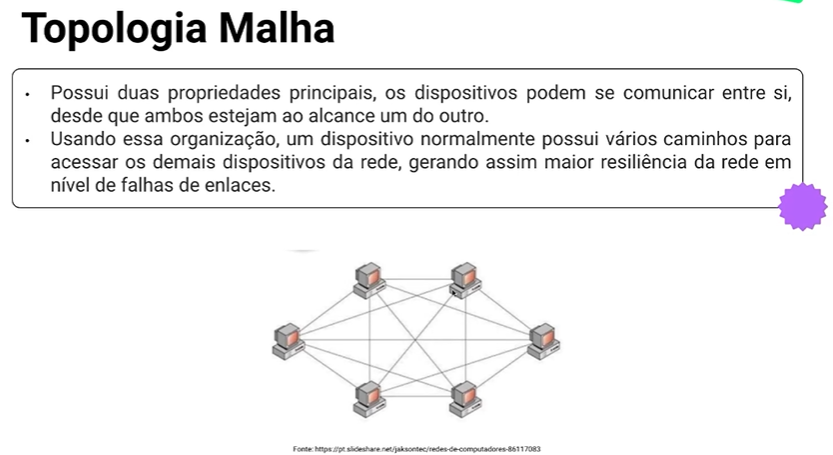 Topologia Malha
• Possui duas propriedades principais, os dispositivos podem se comunicar entre si,
desde que ambos estejam ao alcance um do outro.
• Usando essa organização, um dispositivo normalmente possui vários caminhos para
acessar os demais dispositivos da rede, gerando assim maior resiliência da rede em
nível de falhas de enlaces.
Fonte: https://pt.slideshare.net/jaksontec/redes-de-computadores-86117083